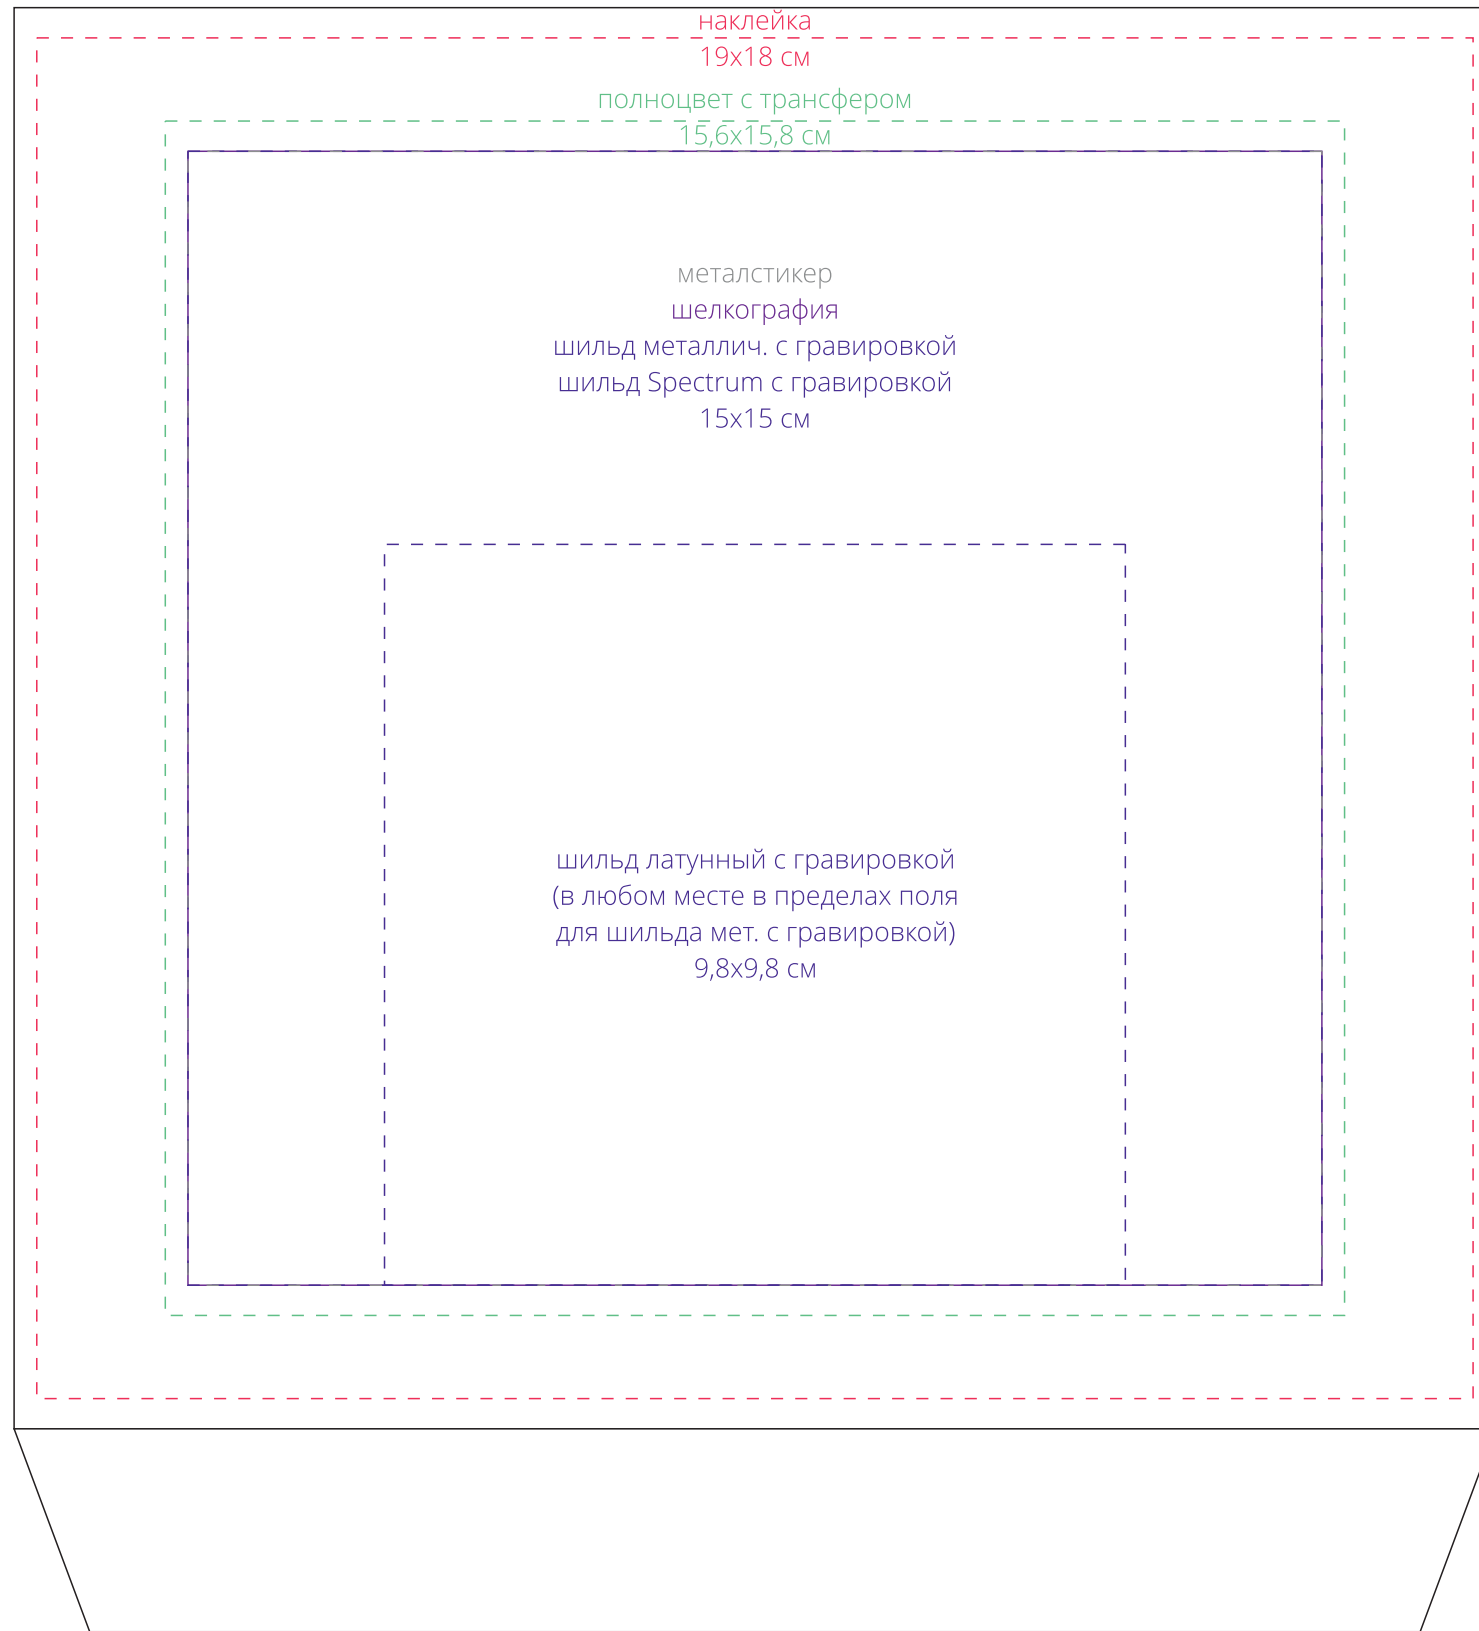 наклейка
19х18 см
полноцвет с трансфером
15,6х15,8 см
металстикер
шелкография
шильд металлич. с гравировкой
шильд Spectrum с гравировкой
15х15 см
шильд латунный с гравировкой
(в любом месте в пределах поля
для шильда мет. с гравировкой)
9,8х9,8 см